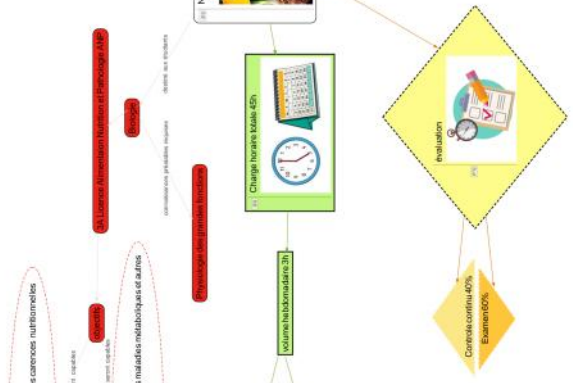 3A Licence Alimentaion Nutrition et Pathologie ANP
Biologie
destiné aux étudiants
connaissances préalables requises
Physiologie des grandes fonctions
objectifs
s carences nutritionnelles
s maladies métaboliques et autres
Charge horaire totale 45h
volume hebdomadaire 3h
évaluation
Controle continu 40%
Examen 60%